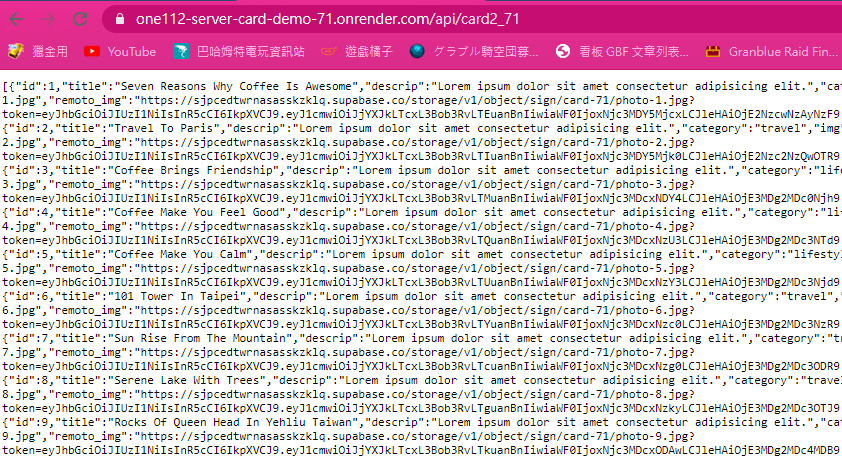 one112-server-card-demo-71.onrender.com/api/card2_71
獵金用 YouTube 巴哈姆特電玩資訊站 遊戲橘子 グラブル騎空団募... 看板 GBF 文章列表... Granblue Raid Fin...
[{"id":1,"title":"Seven Reasons Why Coffee Is Awesome","descrip":"Lorem ipsum dolor sit amet consectetur adipisicing elit.","cat
1.jpg","remoto_img":"https://sjpcedtwrnasasskzklq.supabase.co/storage/v1/object/sign/card-71/photo-1.jpg?
token=eyJhbGciOiJIUzI1NiIsInR5cCI6IkpXVCJ9.eyJ1cmwiOiJjYXJkLTcxL3Bob3RvLTEuanBnIiwiaWF0IjoxNjc3MDY5MjcxLCJleHAiOjE2NzcwNzAyNzF9
{"id":2,"title":"Travel To Paris","descrip":"Lorem ipsum dolor sit amet consectetur adipisicing elit.","category":"travel","img"
2.jpg","remoto_img":"https://sjpcedtwrnasasskzklq.supabase.co/storage/v1/object/sign/card-71/photo-2.jpg?
token=eyJhbGciOiJIUzI1NiIsInR5cCI6IkpXVCJ9.eyJ1cmwiOiJjYXJkLTcxL3Bob3RvLTIuanBnIiwiaWF0IjoxNjc3MDY5Mjk0LCJleHAiOjE2Nzc2NzQwOTR9
{"id":3,"title":"Coffee Brings Friendship","descrip":"Lorem ipsum dolor sit amet consectetur adipisicing elit.","category":"life
3.jpg","remoto_img":"https://sjpcedtwrnasasskzklq.supabase.co/storage/v1/object/sign/card-71/photo-3.jpg?
token=eyJhbGciOiJIUzI1NiIsInR5cCI6IkpXVCJ9.eyJ1cmwiOiJjYXJkLTcxL3Bob3RvLTMuanBnIiwiaWF0IjoxNjc3MDcxNDY4LCJleHAiOjE3MDg2MDc0Njh9
{"id":4,"title":"Coffee Make You Feel Good","descrip":"Lorem ipsum dolor sit amet consectetur adipisicing elit.","category":"lif
4.jpg","remoto_img":"https://sjpcedtwrnasasskzklq.supabase.co/storage/v1/object/sign/card-71/photo-4.jpg?
token=eyJhbGciOiJIUzI1NiIsInR5cCI6IkpXVCJ9.eyJ1cmwiOiJjYXJkLTcxL3Bob3RvLTQuanBnIiwiaWF0IjoxNjc3MDcxNzU3LCJleHAiOjE3MDg2MDc3NTd9
{"id":5,"title":"Coffee Make You Calm","descrip":"Lorem ipsum dolor sit amet consectetur adipisicing elit.","category":"lifestyl
5.jpg","remoto_img":"https://sjpcedtwrnasasskzklq.supabase.co/storage/v1/object/sign/card-71/photo-5.jpg?
token=eyJhbGciOiJIUzI1NiIsInR5cCI6IkpXVCJ9.eyJ1cmwiOiJjYXJkLTcxL3Bob3RvLTUuanBnIiwiaWF0IjoxNjc3MDcxNzY3LCJleHAiOjE3MDg2MDc3Njd9
{"id":6,"title":"101 Tower In Taipei","descrip":"Lorem ipsum dolor sit amet consectetur adipisicing elit.","category":"travel","
6.jpg","remoto_img":"https://sjpcedtwrnasasskzklq.supabase.co/storage/v1/object/sign/card-71/photo-6.jpg?
token=eyJhbGciOiJIUzI1NiIsInR5cCI6IkpXVCJ9.eyJ1cmwiOiJjYXJkLTcxL3Bob3RvLTYuanBnIiwiaWF0IjoxNjc3MDcxNzc0LCJleHAiOjE3MDg2MDc3NzR9
{"id":7,"title":"Sun Rise From The Mountain","descrip":"Lorem ipsum dolor sit amet consectetur adipisicing elit.","category":"tr
7.jpg","remoto_img":"https://sjpcedtwrnasasskzklq.supabase.co/storage/v1/object/sign/card-71/photo-7.jpg?
token=eyJhbGciOiJIUzI1NiIsInR5cCI6IkpXVCJ9.eyJ1cmwiOiJjYXJkLTcxL3Bob3RvLTcuanBnIiwiaWF0IjoxNjc3MDcxNzg0LCJleHAiOjE3MDg2MDc3ODR9
{"id":8,"title":"Serene Lake With Trees","descrip":"Lorem ipsum dolor sit amet consectetur adipisicing elit.","category":"travel
8.jpg","remoto_img":"https://sjpcedtwrnasasskzklq.supabase.co/storage/v1/object/sign/card-71/photo-8.jpg?
token=eyJhbGciOiJIUzI1NiIsInR5cCI6IkpXVCJ9.eyJ1cmwiOiJjYXJkLTcxL3Bob3RvLTguanBnIiwiaWF0IjoxNjc3MDcxNzkyLCJleHAiOjE3MDg2MDc3OTJ9
{"id":9,"title":"Rocks Of Queen Head In Yehliu Taiwan","descrip":"Lorem ipsum dolor sit amet consectetur adipisicing elit.","cat
9.jpg","remoto_img":"https://sjpcedtwrnasasskzklq.supabase.co/storage/v1/object/sign/card-71/photo-9.jpg?
token=eyJhbGciOiJIUzI1NiIsInR5cCI6IkpXVCJ9.eyJ1cmwiOiJjYXJkLTcxL3Bob3RvLTkuanBnIiwiaWF0IjoxNjc3MDcxODAwLCJleHAiOjE3MDg2MDc4MDB9